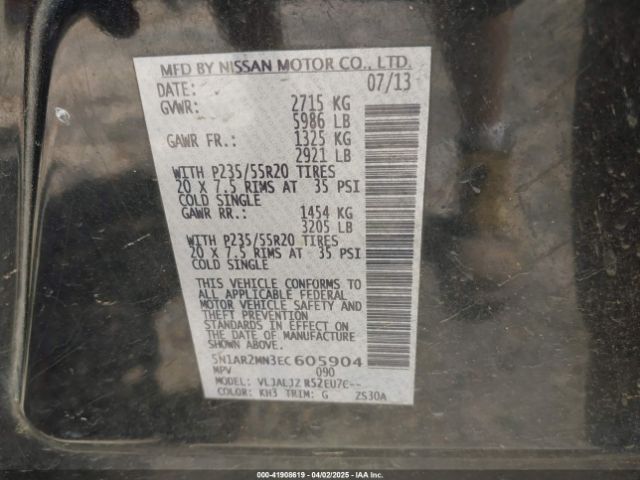 MFD BY NISSAN MOTOR CO., LTD.
DATE: 07/13
GVWR: 2715 KG
5986 LB
GAWR FR.: 1325 KG
2921 LB
WITH P235/55R20 TIRES
20 X 7.5 RIMS AT 35 PSI
COLD SINGLE
GAWR RR.: 1454 KG
3205 LB
WITH P235/55R20 TIRES
20 X 7.5 RIMS AT 35 PSI
COLD SINGLE
THIS VEHICLE CONFORMS TO
ALL APPLICABLE FEDERAL
MOTOR VEHICLE SAFETY AND
THEFT PREVENTION
STANDARDS IN EFFECT ON
THE DATE OF MANUFACTURE
SHOWN ABOVE.
5N1AR2MN3EC605904
MPV 090
MODEL: VLJALJZ R52EU7C--
COLOR: KH3 TRIM: G ZS30A
000-41908619 | 04/02/2025 | IAAI.COM